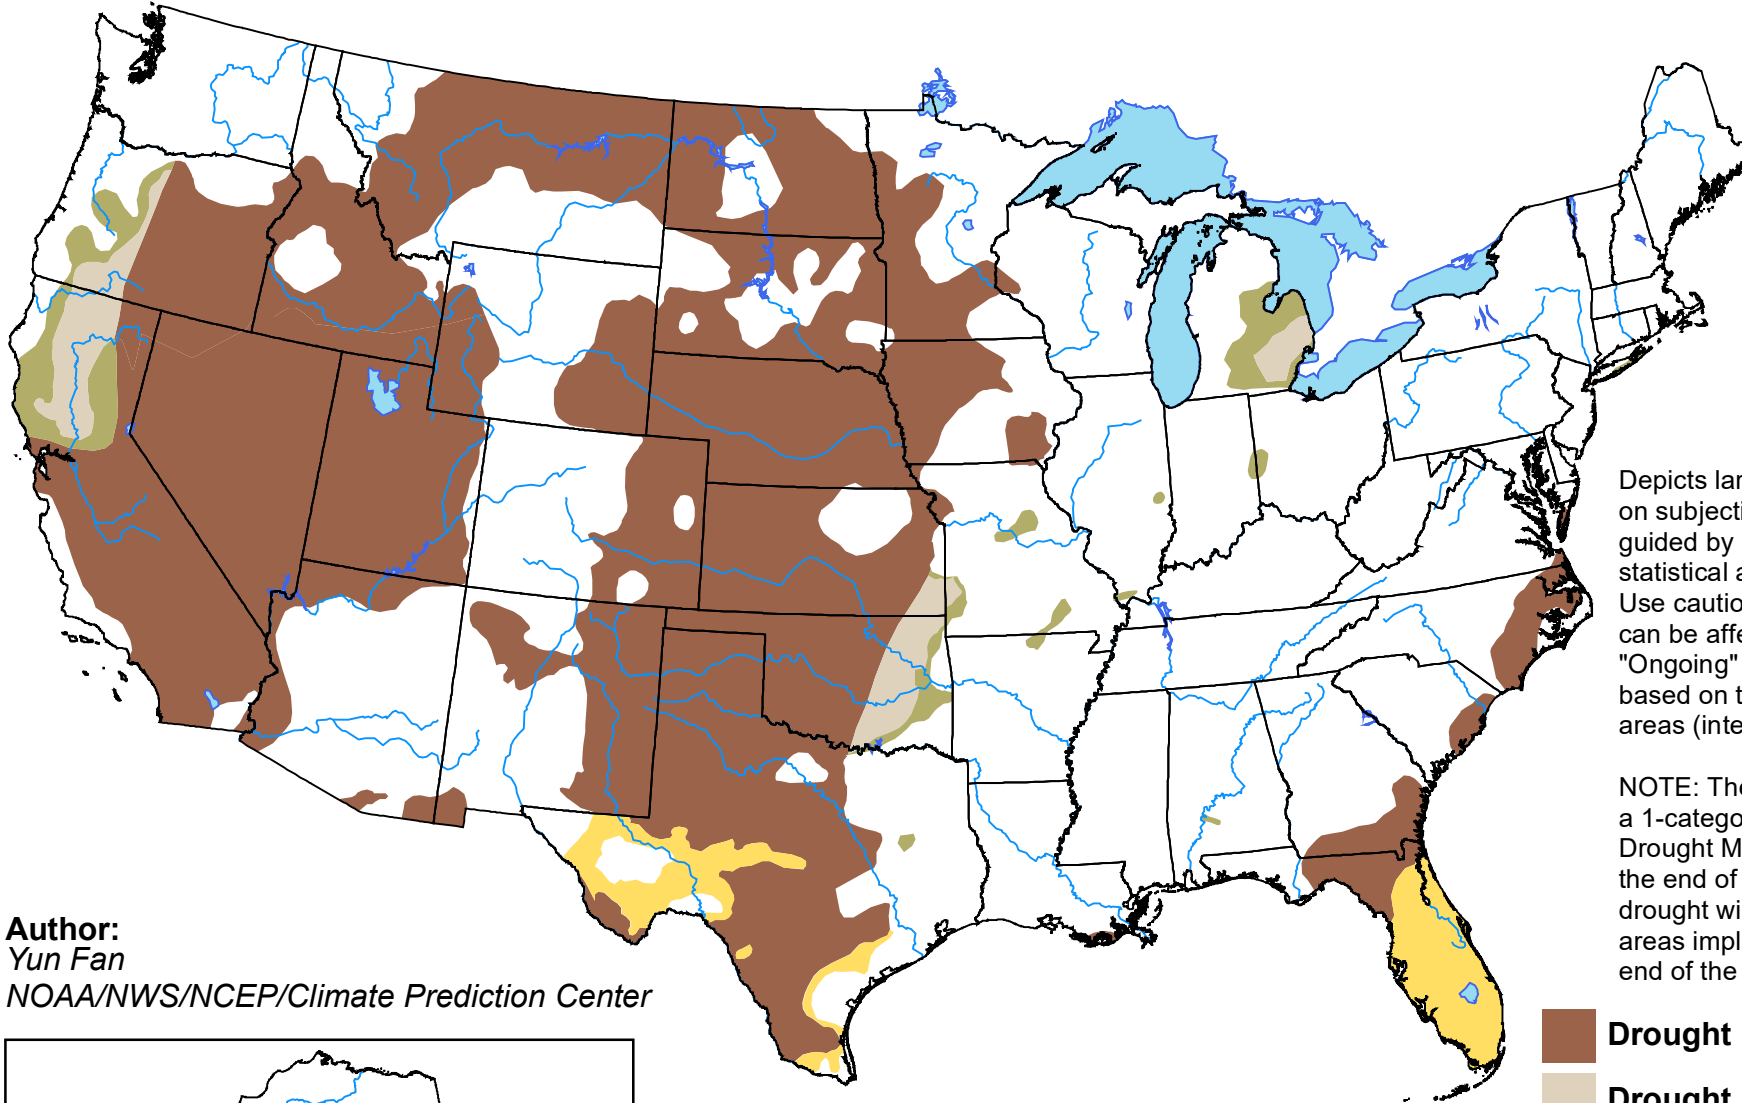 Depicts lar
on subjecti
guided by
statistical a
Use cautio
can be affe
"Ongoing"
based on t
areas (inte
NOTE: The
a 1-catego
Drought M
the end of
drought wi
areas impl
end of the
Author:
Yun Fan
NOAA/NWS/NCEP/Climate Prediction Center
Drought
Drought